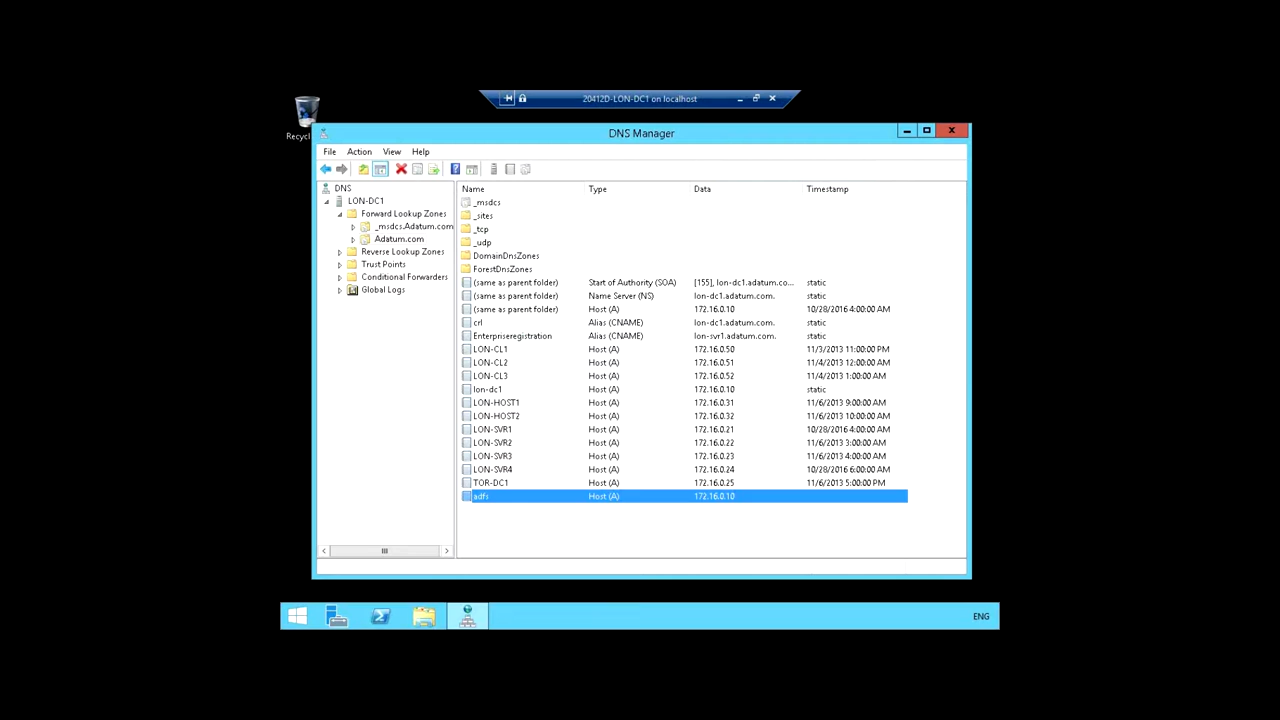 20412D-LON-DC1 on localhost
Recycl
DNS Manager
File Action View Help
DNS
LON-DC1
Forward Lookup Zones
_msdcs.Adatum.com
Adatum.com
Reverse Lookup Zones
Trust Points
Conditional Forwarders
Global Logs
Name Type Data Timestamp
_msdcs
_sites
_tcp
_udp
DomainDnsZones
ForestDnsZones
(same as parent folder) Start of Authority (SOA) [155], lon-dc1.adatum.co... static
(same as parent folder) Name Server (NS) lon-dc1.adatum.com. static
(same as parent folder) Host (A) 172.16.0.10 10/28/2016 4:00:00 AM
crl Alias (CNAME) lon-dc1.adatum.com. static
Enterpriseregistration Alias (CNAME) lon-svr1.adatum.com. static
LON-CL1 Host (A) 172.16.0.50 11/3/2013 11:00:00 PM
LON-CL2 Host (A) 172.16.0.51 11/4/2013 12:00:00 AM
LON-CL3 Host (A) 172.16.0.52 11/4/2013 1:00:00 AM
lon-dc1 Host (A) 172.16.0.10 static
LON-HOST1 Host (A) 172.16.0.31 11/6/2013 9:00:00 AM
LON-HOST2 Host (A) 172.16.0.32 11/6/2013 10:00:00 AM
LON-SVR1 Host (A) 172.16.0.21 10/28/2016 4:00:00 AM
LON-SVR2 Host (A) 172.16.0.22 11/6/2013 3:00:00 AM
LON-SVR3 Host (A) 172.16.0.23 11/6/2013 4:00:00 AM
LON-SVR4 Host (A) 172.16.0.24 10/28/2016 6:00:00 AM
TOR-DC1 Host (A) 172.16.0.25 11/6/2013 5:00:00 PM
adfs Host (A) 172.16.0.10
ENG